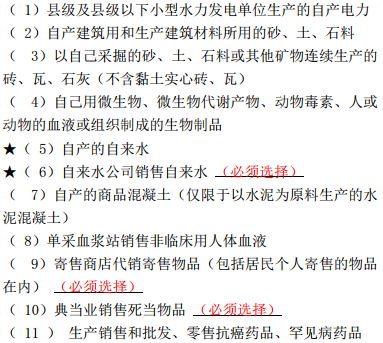 （ 1）县级及县级以下小型水力发电单位生产的自产电力
（ 2）自产建筑用和生产建筑材料所用的砂、土、石料
（ 3）以自己采掘的砂、土、石料或其他矿物连续生产的
砖、瓦、石灰（不含黏土实心砖、瓦）
（ 4）自己用微生物、微生物代谢产物、动物毒素、人或
动物的血液或组织制成的生物制品
★（ 5）自产的自来水
★（ 6）自来水公司销售自来水 （必须选择）
（ 7）自产的商品混凝土（仅限于以水泥为原料生产的水
泥混凝土）
（ 8）单采血浆站销售非临床用人体血液
（ 9）寄售商店代销寄售物品（包括居民个人寄售的物品
在内）（必须选择）
（ 10）典当业销售死当物品 （必须选择）
（ 11 ） 生产销售和批发、零售抗癌药品、罕见病药品